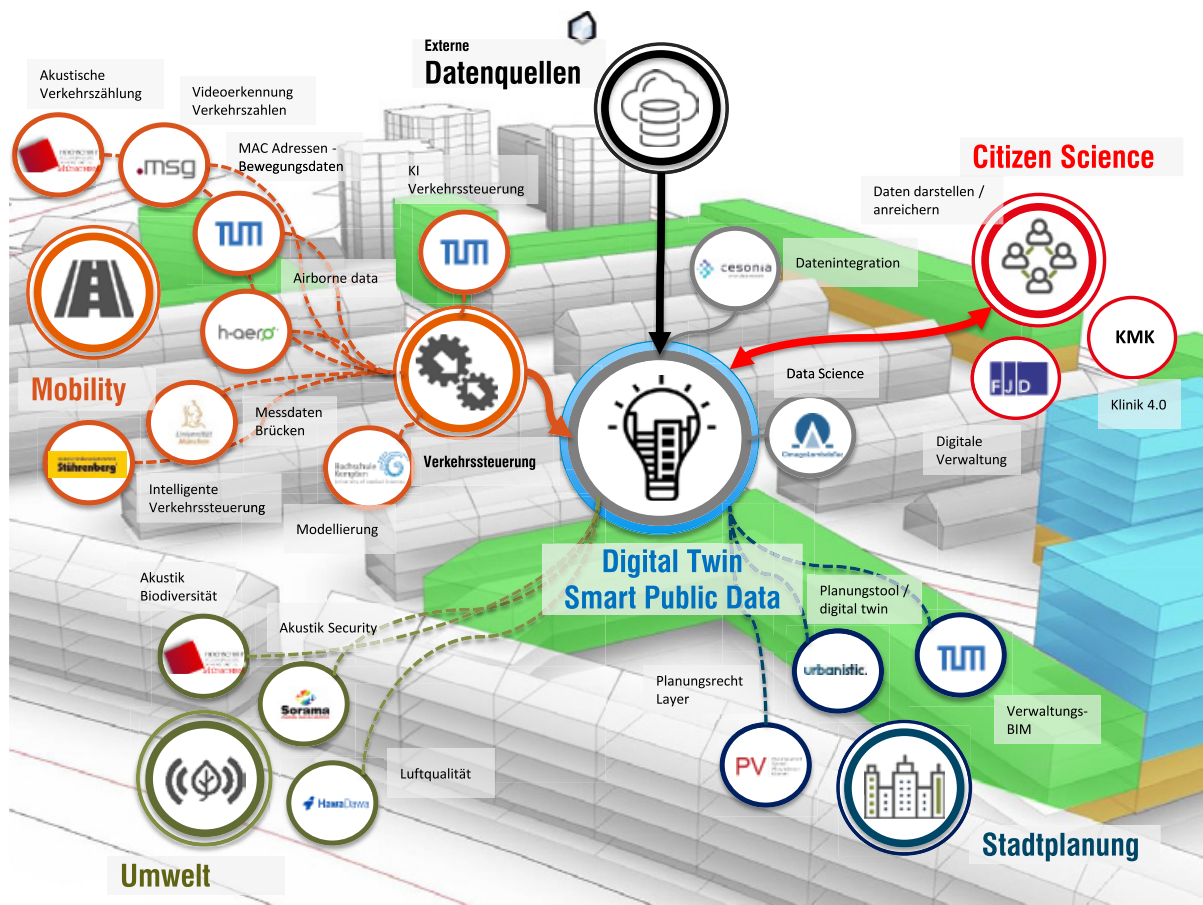 Externe
Datenquellen
Akustische
Verkehrszählung
Videoerkennung
Verkehrszahlen
.msg
MAC Adressen -
Bewegungsdaten
KI
Verkehrssteuerung
TUM
TUM
Citizen Science
Daten darstellen /
anreichern
cesonia
Datenintegration
Airborne data
h-aero
KMK
FJD
Klinik 4.0
Mobility
Data Science
Messdaten
Brücken
Stührenberg
Hochschule
Kempten
Verkehrssteuerung
Digitale
Verwaltung
Intelligente
Verkehrssteuerung
Modellierung
Digital Twin
Smart Public Data
Akustik
Biodiversität
Planungstool /
digital twin
Akustik Security
urbanistic.
TUM
Sorama
Planungsrecht
Layer
Verwaltungs-
BIM
PV
Luftqualität
HawaDawa
Stadtplanung
Umwelt